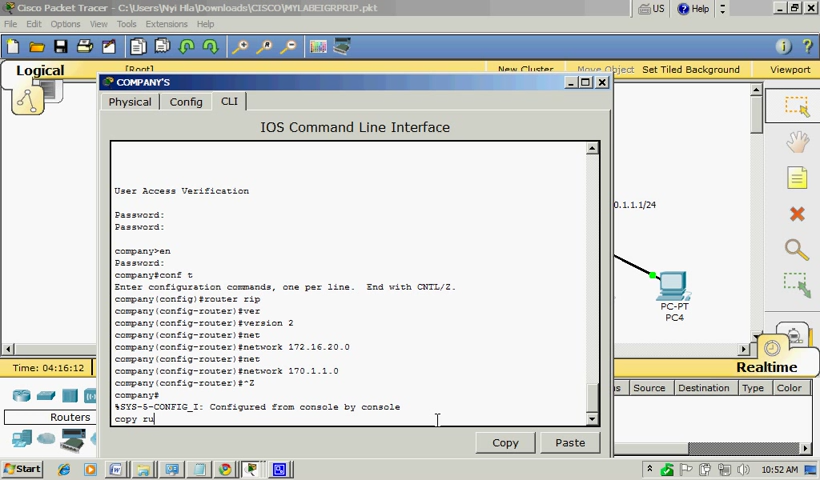 Cisco Packet Tracer - C:\Users\Nyi Hla\Downloads\CISCO\MYLABEIGRPRIP.pkt
US
Help
File Edit Options View Tools Extensions Help
Logical
[Root]
New Cluster
Move Object
Set Tiled Background
Viewport
COMPANY'S
Physical
Config
CLI
IOS Command Line Interface
User Access Verification
Password:
Password:
company>en
Password:
company#conf t
Enter configuration commands, one per line.  End with CNTL/Z.
company(config)#router rip
company(config-router)#ver
company(config-router)#version 2
company(config-router)#net
company(config-router)#network 172.16.20.0
company(config-router)#net
company(config-router)#network 170.1.1.0
company(config-router)#^Z
company#
%SYS-5-CONFIG_I: Configured from console by console
copy ru
Copy
Paste
0.1.1.1/24
PC-PT
PC4
Time: 04:16:12
Realtime
Routers
Source
Destination
Type
Color
Start
10:52 AM